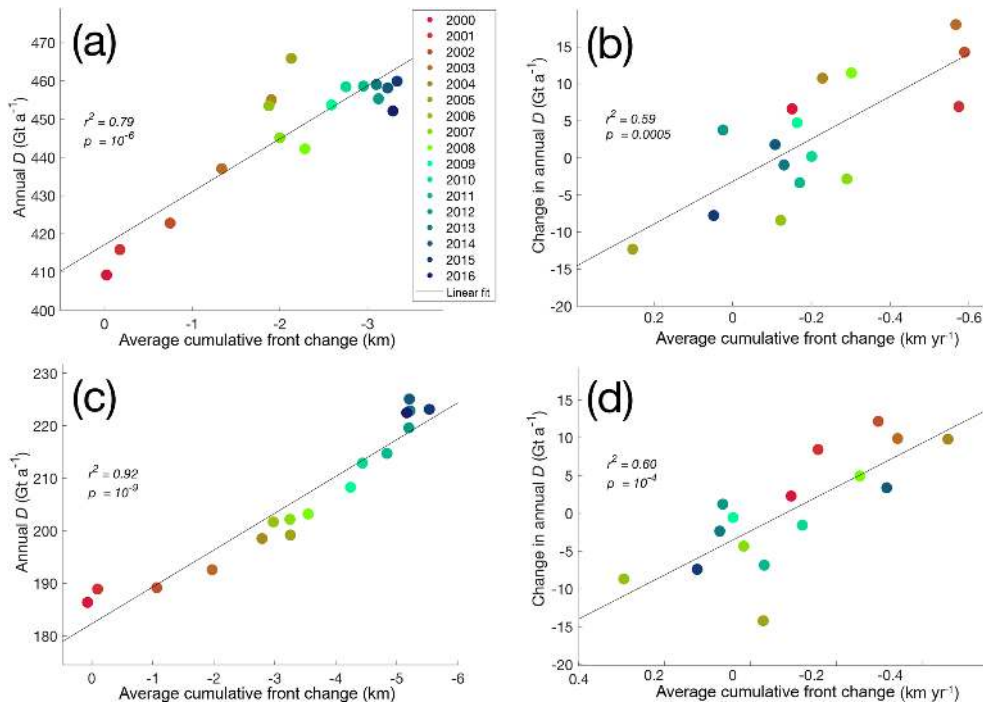 (a)
Annual D (Gt a⁻¹)
470
460
450
440
430
420
410
400
r² = 0.79
p = 10⁻⁶
0 -1 -2 -3
Average cumulative front change (km)
2000
2001
2002
2003
2004
2005
2006
2007
2008
2009
2010
2011
2012
2013
2014
2015
2016
Linear fit
(b)
Change in annual D (Gt a⁻¹)
15
10
5
0
-5
-10
-15
-20
r² = 0.59
p = 0.0005
0.2 0 -0.2 -0.4 -0.6
Average cumulative front change (km yr⁻¹)
(c)
Annual D (Gt a⁻¹)
230
220
210
200
190
180
r² = 0.92
p = 10⁻⁹
0 -1 -2 -3 -4 -5 -6
Average cumulative front change (km)
(d)
Change in annual D (Gt a⁻¹)
15
10
5
0
-5
-10
-15
-20
r² = 0.60
p = 10⁻⁴
0.4 0.2 0 -0.2 -0.4
Average cumulative front change (km yr⁻¹)